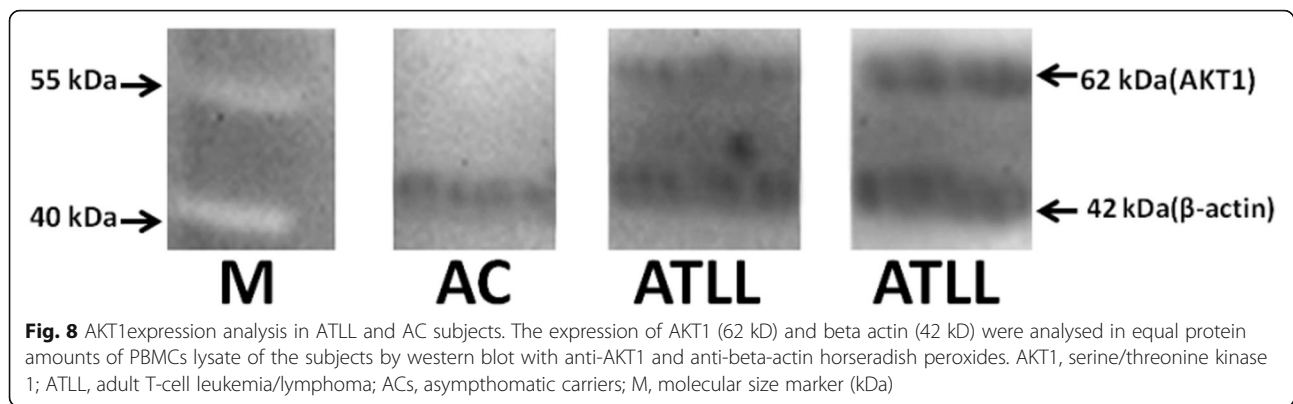 55 kDa
62 kDa(AKT1)
40 kDa
42 kDa(β-actin)
M AC ATLL ATLL
Fig. 8 AKT1expression analysis in ATLL and AC subjects. The expression of AKT1 (62 kD) and beta actin (42 kD) were analysed in equal protein
amounts of PBMCs lysate of the subjects by western blot with anti-AKT1 and anti-beta-actin horseradish peroxides. AKT1, serine/threonine kinase
1; ATLL, adult T-cell leukemia/lymphoma; ACs, asympthomatic carriers; M, molecular size marker (kDa)